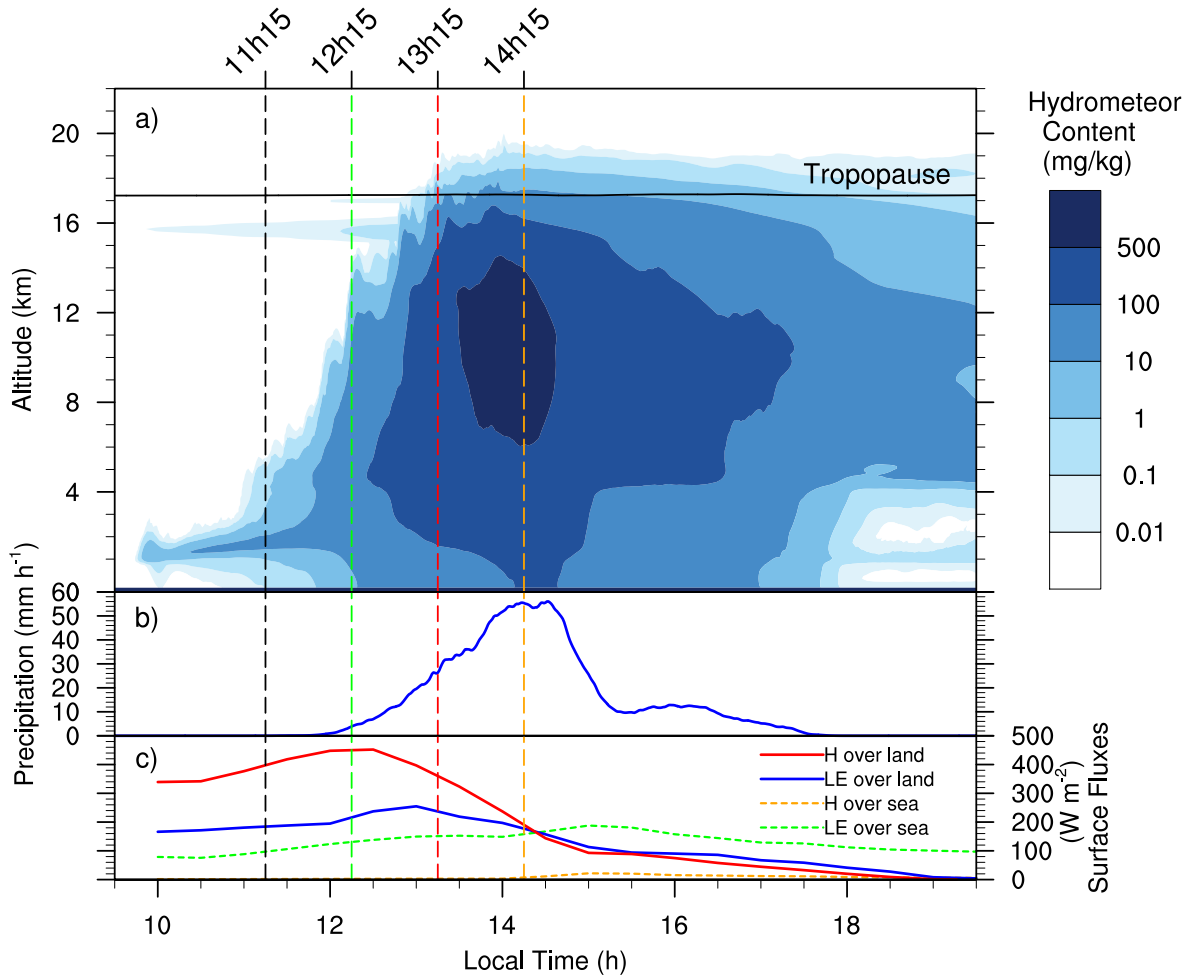 11h15
12h15
13h15
14h15
a)
Tropopause
20
16
12
8
4
Altitude (km)
Hydrometeor
Content
(mg/kg)
500
100
10
1
0.1
0.01
b)
60
50
40
30
20
10
0
Precipitation (mm h-1)
c)
H over land
LE over land
H over sea
LE over sea
500
400
300
200
100
0
(W m-2)
Surface Fluxes
10
12
14
16
18
Local Time (h)